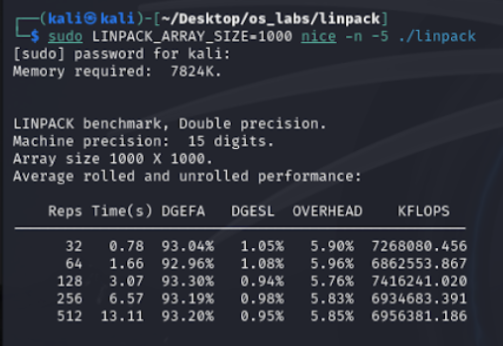 (kali㉿kali)-[~/Desktop/os_labs/linpack]
$ sudo LINPACK_ARRAY_SIZE=1000 nice -n -5 ./linpack
[sudo] password for kali:
Memory required:  7824K.
LINPACK benchmark, Double precision.
Machine precision:  15 digits.
Array size 1000 X 1000.
Average rolled and unrolled performance:
Reps Time(s) DGEFA   DGESL  OVERHEAD    KFLOPS
32   0.78  93.04%   1.05%   5.90%  7268080.456
64   1.66  92.96%   1.08%   5.96%  6862553.867
128   3.07  93.30%   0.94%   5.76%  7416241.020
256   6.57  93.19%   0.98%   5.83%  6934683.391
512  13.11  93.20%   0.95%   5.85%  6956381.186